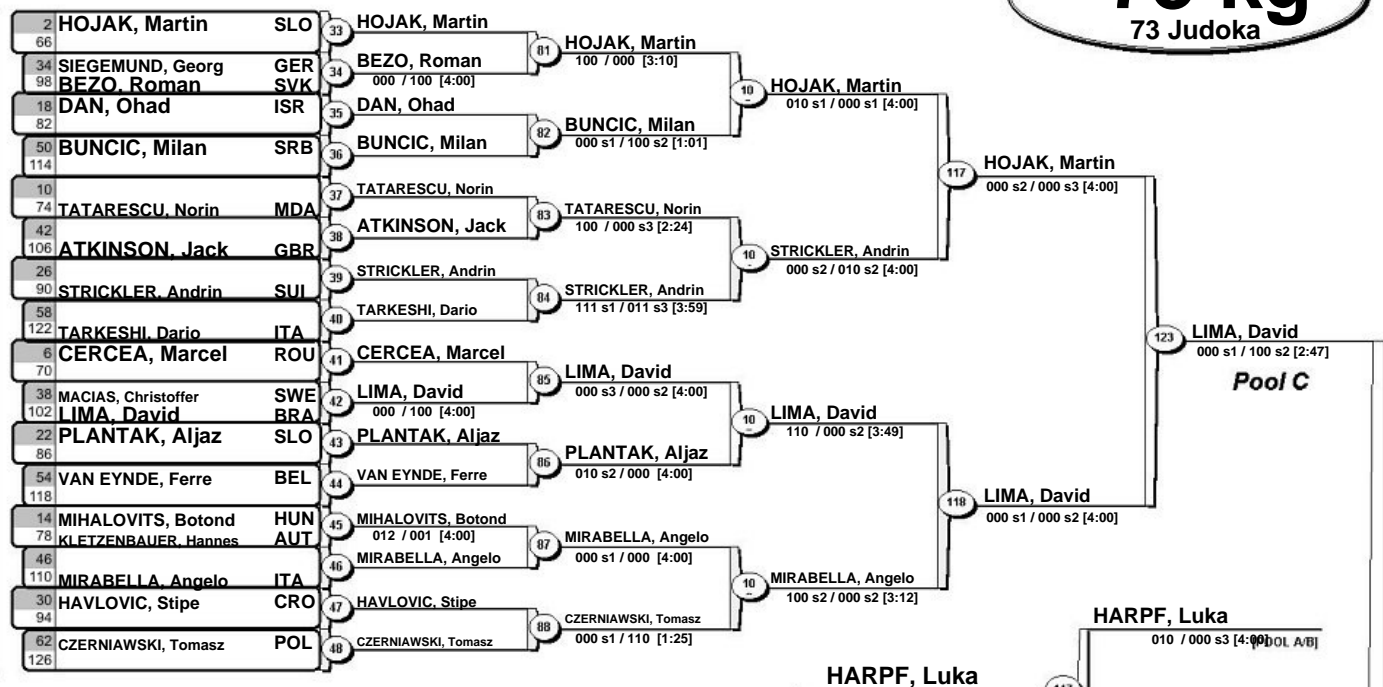 73 kg
73 Judoka
2 HOJAK, Martin SLO
66
34 SIEGEMUND, Georg GER
98 BEZO, Roman SVK
18 DAN, Ohad ISR
82
50 BUNCIC, Milan SRB
114
10
74 TATARESCU, Norin MDA
42
106 ATKINSON, Jack GBR
26
90 STRICKLER, Andrin SUI
58
122 TARKESHI, Dario ITA
6 CERCEA, Marcel ROU
70
38 MACIAS, Christoffer SWE
102 LIMA, David BRA
22 PLANTAK, Aljaz SLO
86
54 VAN EYNDE, Ferre BEL
118
14 MIHALOVITS, Botond HUN
78 KLETZENBAUER, Hannes AUT
46
110 MIRABELLA, Angelo ITA
30 HAVLOVIC, Stipe CRO
94
62 CZERNIAWSKI, Tomasz POL
126
33 HOJAK, Martin
34 BEZO, Roman
000 / 100 [4:00]
35 DAN, Ohad
36 BUNCIC, Milan
37 TATARESCU, Norin
38 ATKINSON, Jack
39 STRICKLER, Andrin
40 TARKESHI, Dario
41 CERCEA, Marcel
42 LIMA, David
000 / 100 [4:00]
43 PLANTAK, Aljaz
44 VAN EYNDE, Ferre
45 MIHALOVITS, Botond
012 / 001 [4:00]
46 MIRABELLA, Angelo
47 HAVLOVIC, Stipe
48 CZERNIAWSKI, Tomasz
81 HOJAK, Martin
100 / 000 [3:10]
82 BUNCIC, Milan
000 s1 / 100 s2 [1:01]
83 TATARESCU, Norin
100 / 000 s3 [2:24]
84 STRICKLER, Andrin
111 s1 / 011 s3 [3:59]
85 LIMA, David
000 s3 / 000 s2 [4:00]
86 PLANTAK, Aljaz
010 s2 / 000 [4:00]
87 MIRABELLA, Angelo
000 s1 / 000 [4:00]
88 CZERNIAWSKI, Tomasz
000 s1 / 110 [1:25]
10 HOJAK, Martin
010 s1 / 000 s1 [4:00]
10 STRICKLER, Andrin
000 s2 / 010 s2 [4:00]
10 LIMA, David
110 / 000 s2 [3:49]
10 MIRABELLA, Angelo
100 s2 / 000 s2 [3:12]
117 HOJAK, Martin
000 s2 / 000 s3 [4:00]
118 LIMA, David
000 s1 / 000 s2 [4:00]
123 LIMA, David
000 s1 / 100 s2 [2:47]
Pool C
HARPF, Luka
010 / 000 s3 [4:00]
[POOL A/B]
HARPF, Luka